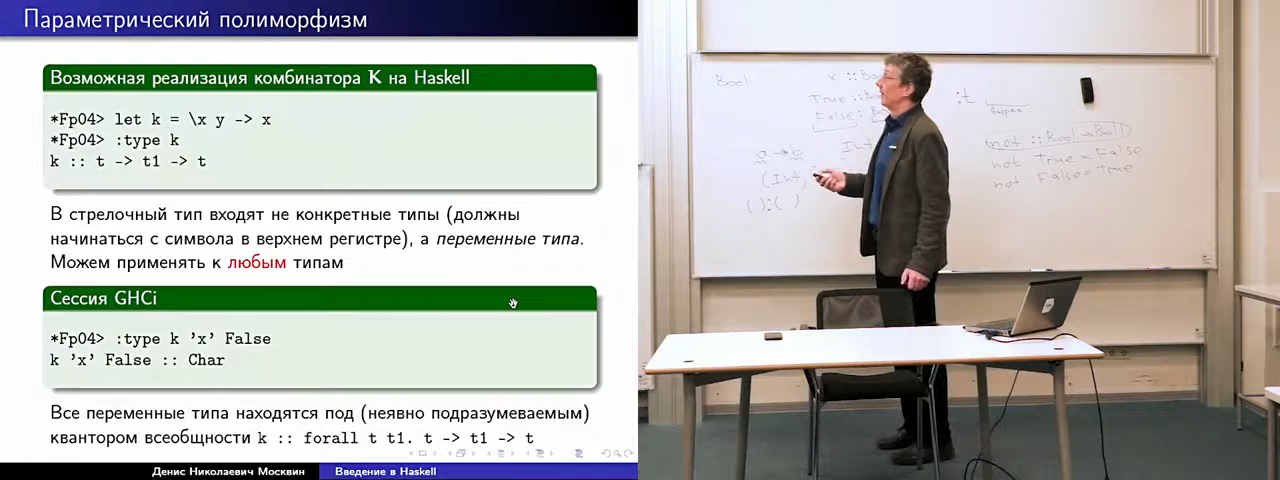 Параметрический полиморфизм
Возможная реализация комбинатора K на Haskell
*Fp04> let k = \x y -> x
*Fp04> :type k
k :: t -> t1 -> t
В стрелочный тип входят не конкретные типы (должны
начинаться с символа в верхнем регистре), а переменные типа.
Можем применять к любым типам
Сессия GHCi
*Fp04> :type k 'x' False
k 'x' False :: Char
Все переменные типа находятся под (неявно подразумеваемым)
квантором всеобщности k :: forall t t1. t -> t1 -> t
Денис Николаевич Москвин
Введение в Haskell
Bool
x :: Boo
True :
False :
a → b
Int
(Int,
( ):( )
:t
not :: Bool → Bool
not True = False
not False = True